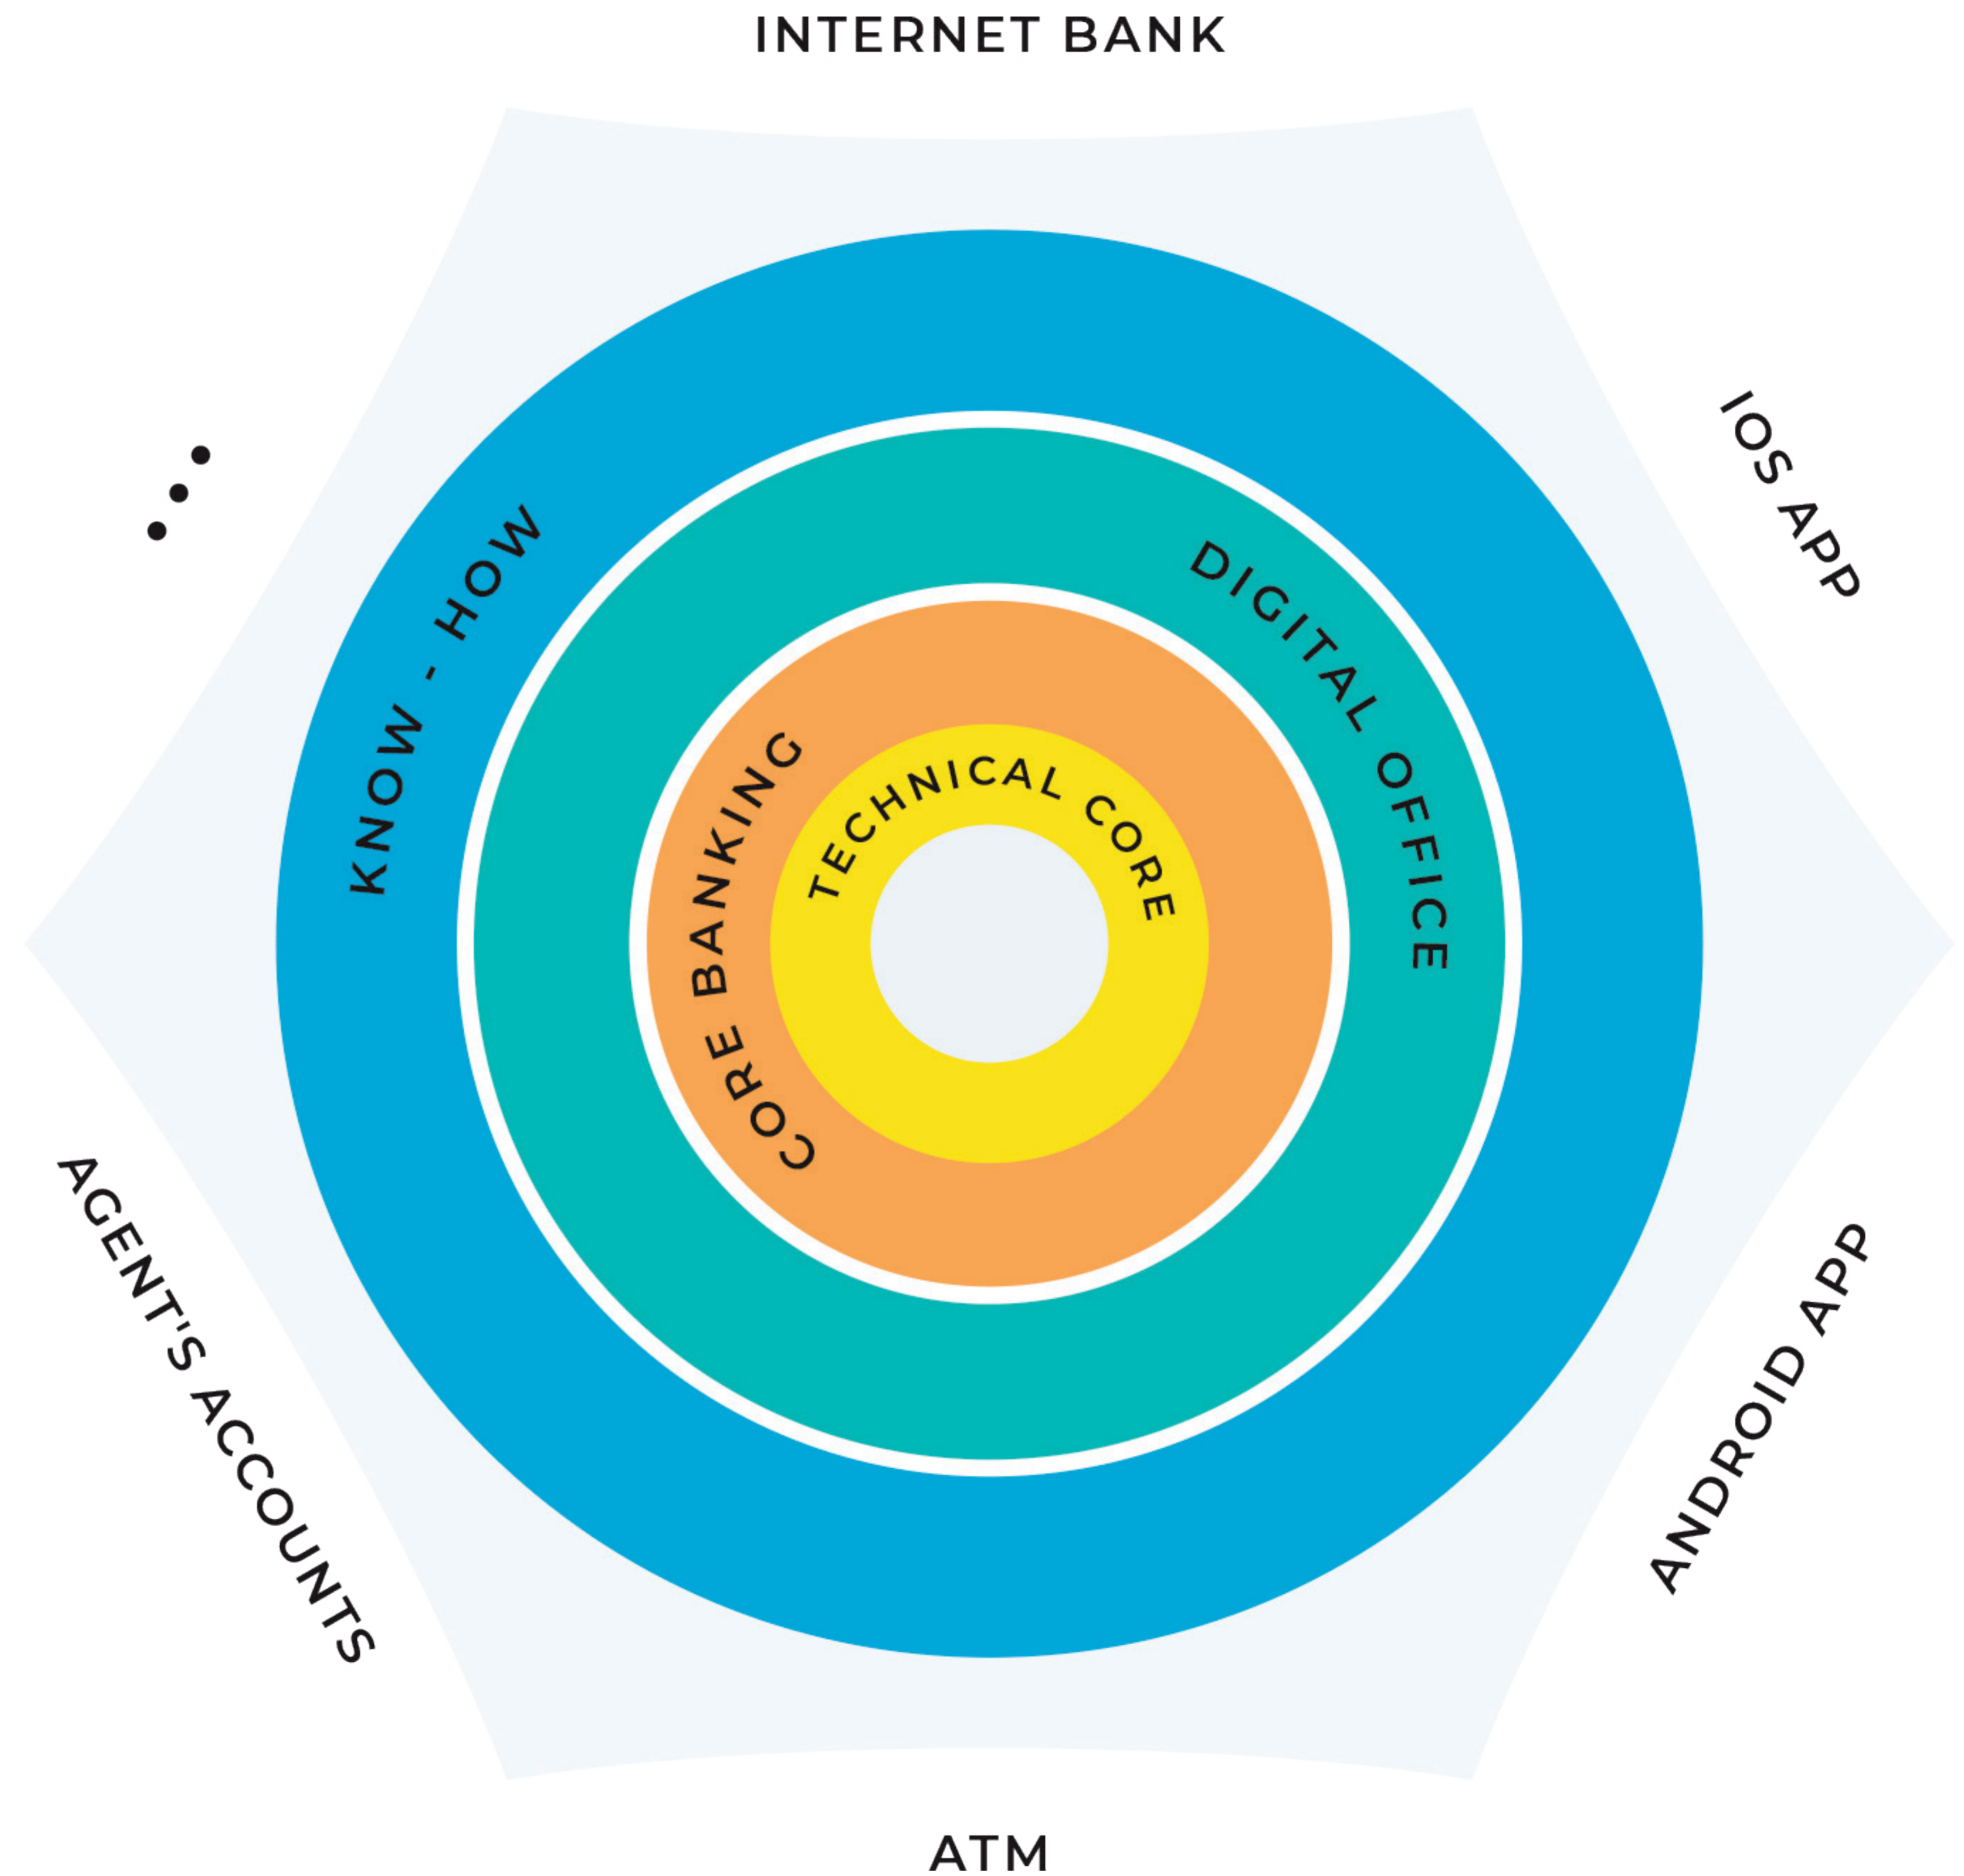 INTERNET BANK
IOS APP
• • •
KNOW - HOW
DIGITAL OFFICE
CORE BANKING
TECHNICAL CORE
AGENT'S ACCOUNTS
ANDROID APP
ATM